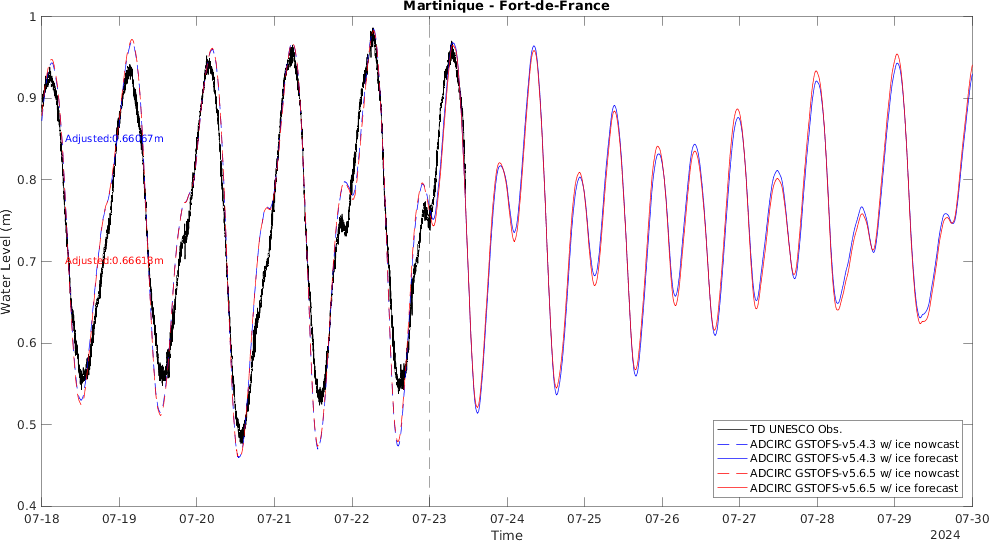 Martinique - Fort-de-France
1
0.9
0.8
0.7
0.6
0.5
0.4
Water Level (m)
Adjusted:0.66067m
Adjusted:0.66613m
TD UNESCO Obs.
ADCIRC GSTOFS-v5.4.3 w/ ice nowcast
ADCIRC GSTOFS-v5.4.3 w/ ice forecast
ADCIRC GSTOFS-v5.6.5 w/ ice nowcast
ADCIRC GSTOFS-v5.6.5 w/ ice forecast
07-18 07-19 07-20 07-21 07-22 07-23 07-24 07-25 07-26 07-27 07-28 07-29 07-30
Time
2024